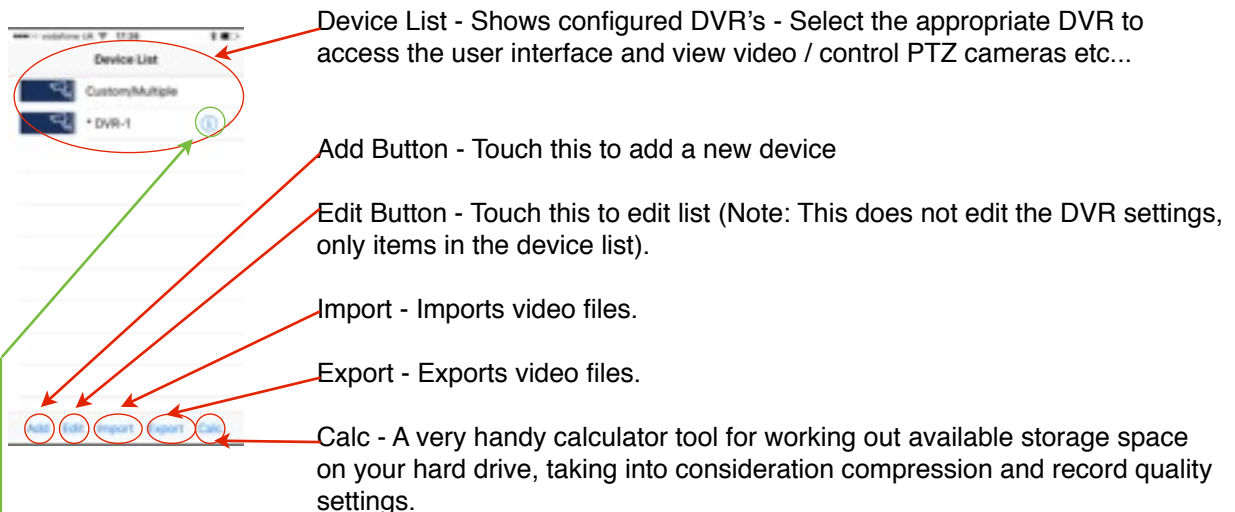 Device List - Shows configured DVR's - Select the appropriate DVR to
access the user interface and view video / control PTZ cameras etc...
vodafone UK 17:36
Device List
Custom/Multiple
* DVR-1
Add Button - Touch this to add a new device
Edit Button - Touch this to edit list (Note: This does not edit the DVR settings,
only items in the device list).
Import - Imports video files.
Export - Exports video files.
Calc - A very handy calculator tool for working out available storage space
on your hard drive, taking into consideration compression and record quality
settings.
Add Edit Import Export Calc